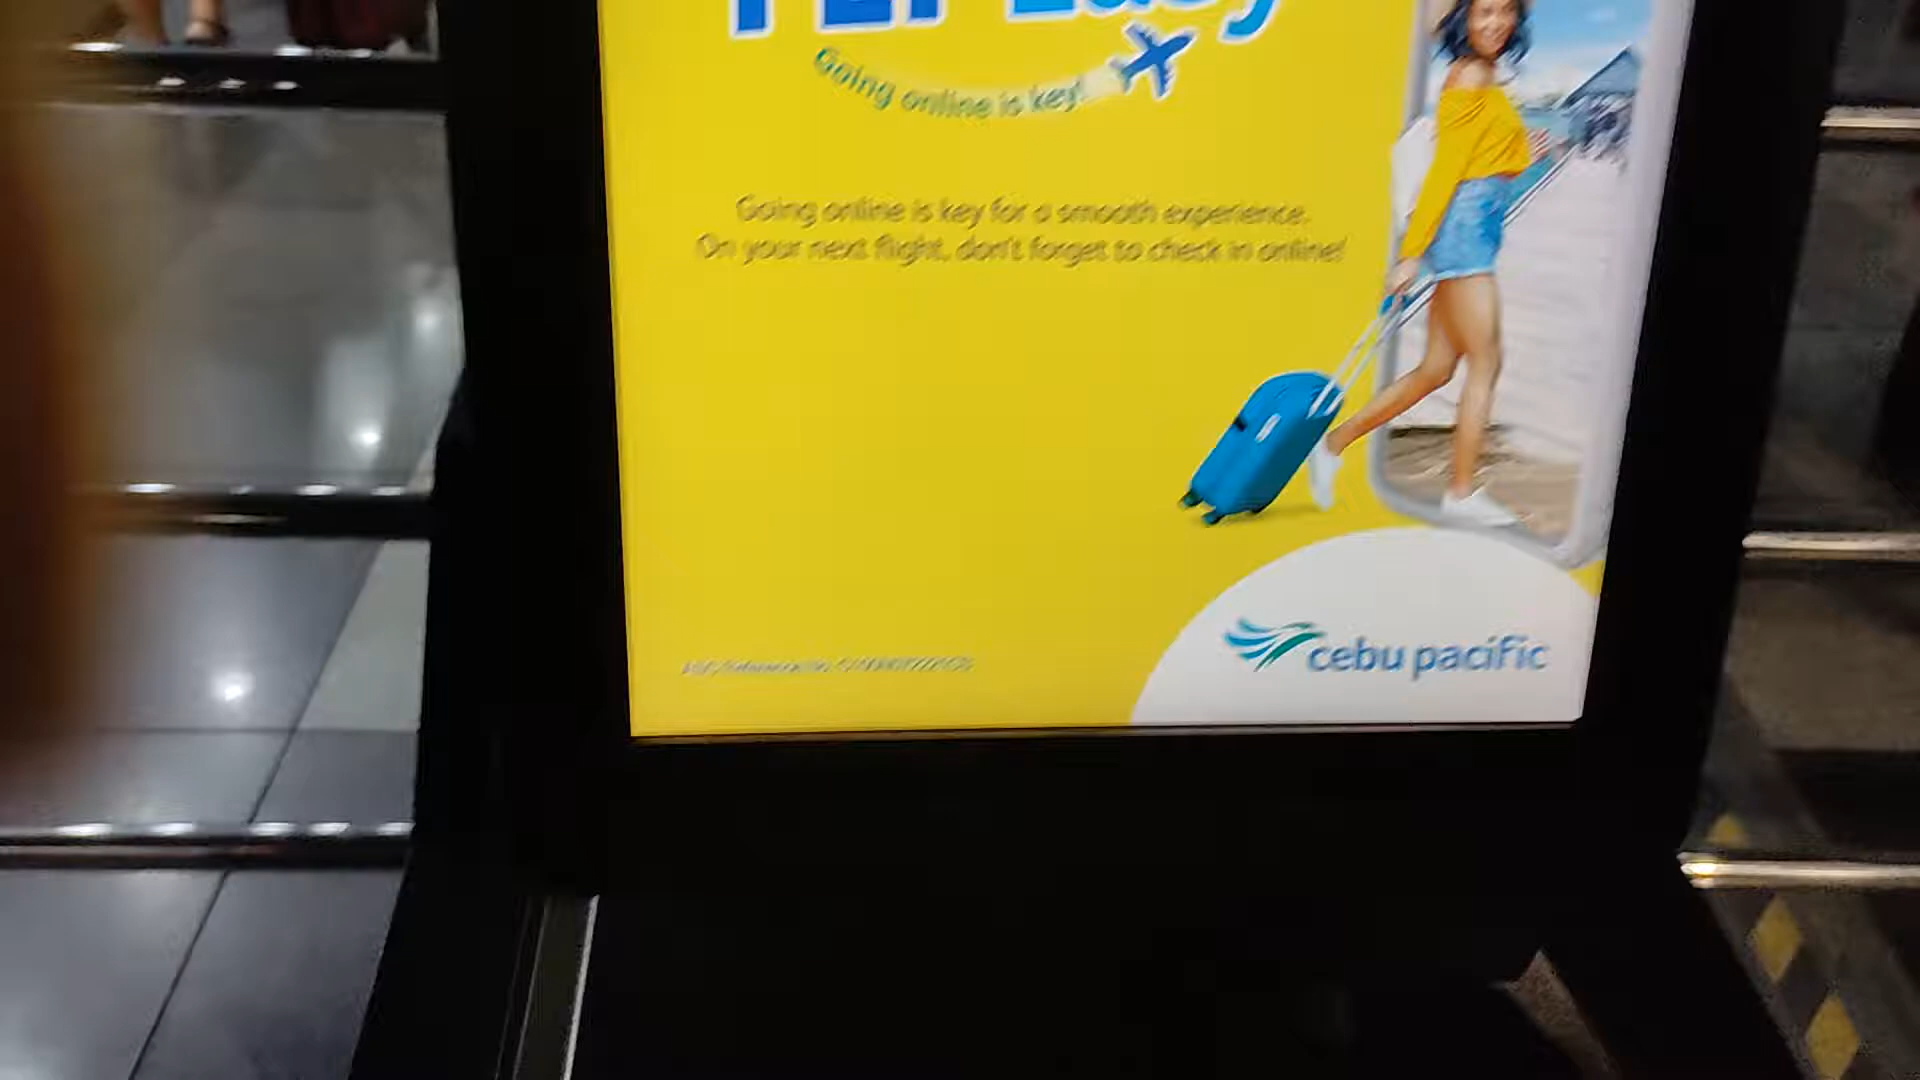 Easy
Going online is key!
Going online is key for a smooth experience.
On your next flight, don't forget to check in online!
cebu pacific